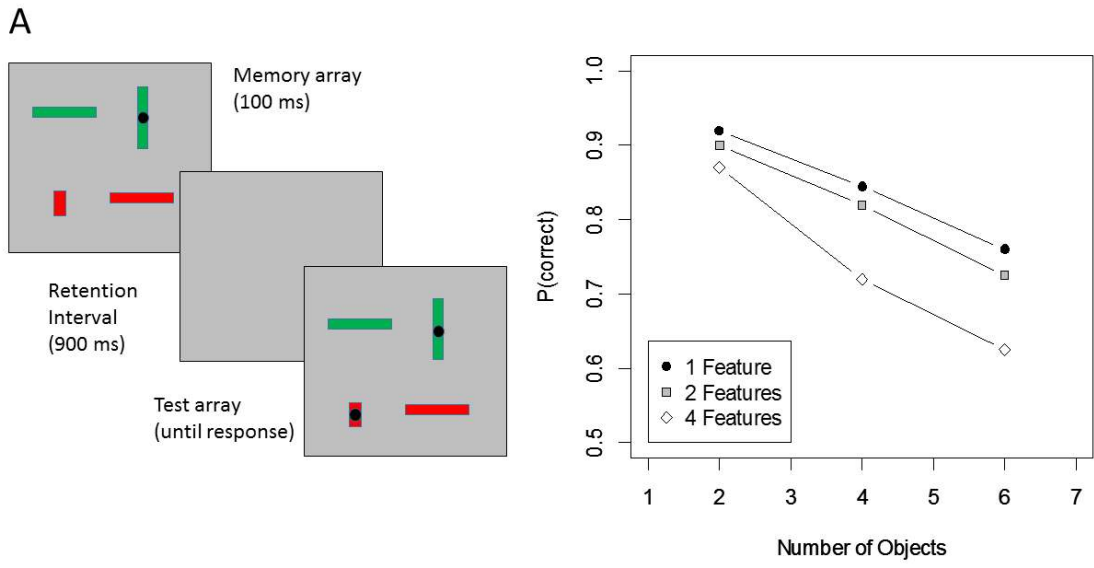 A
Memory array
(100 ms)
Retention
Interval
(900 ms)
Test array
(until response)
P(correct)
1.0
0.9
0.8
0.7
0.6
0.5
1 Feature
2 Features
4 Features
1 2 3 4 5 6 7
Number of Objects